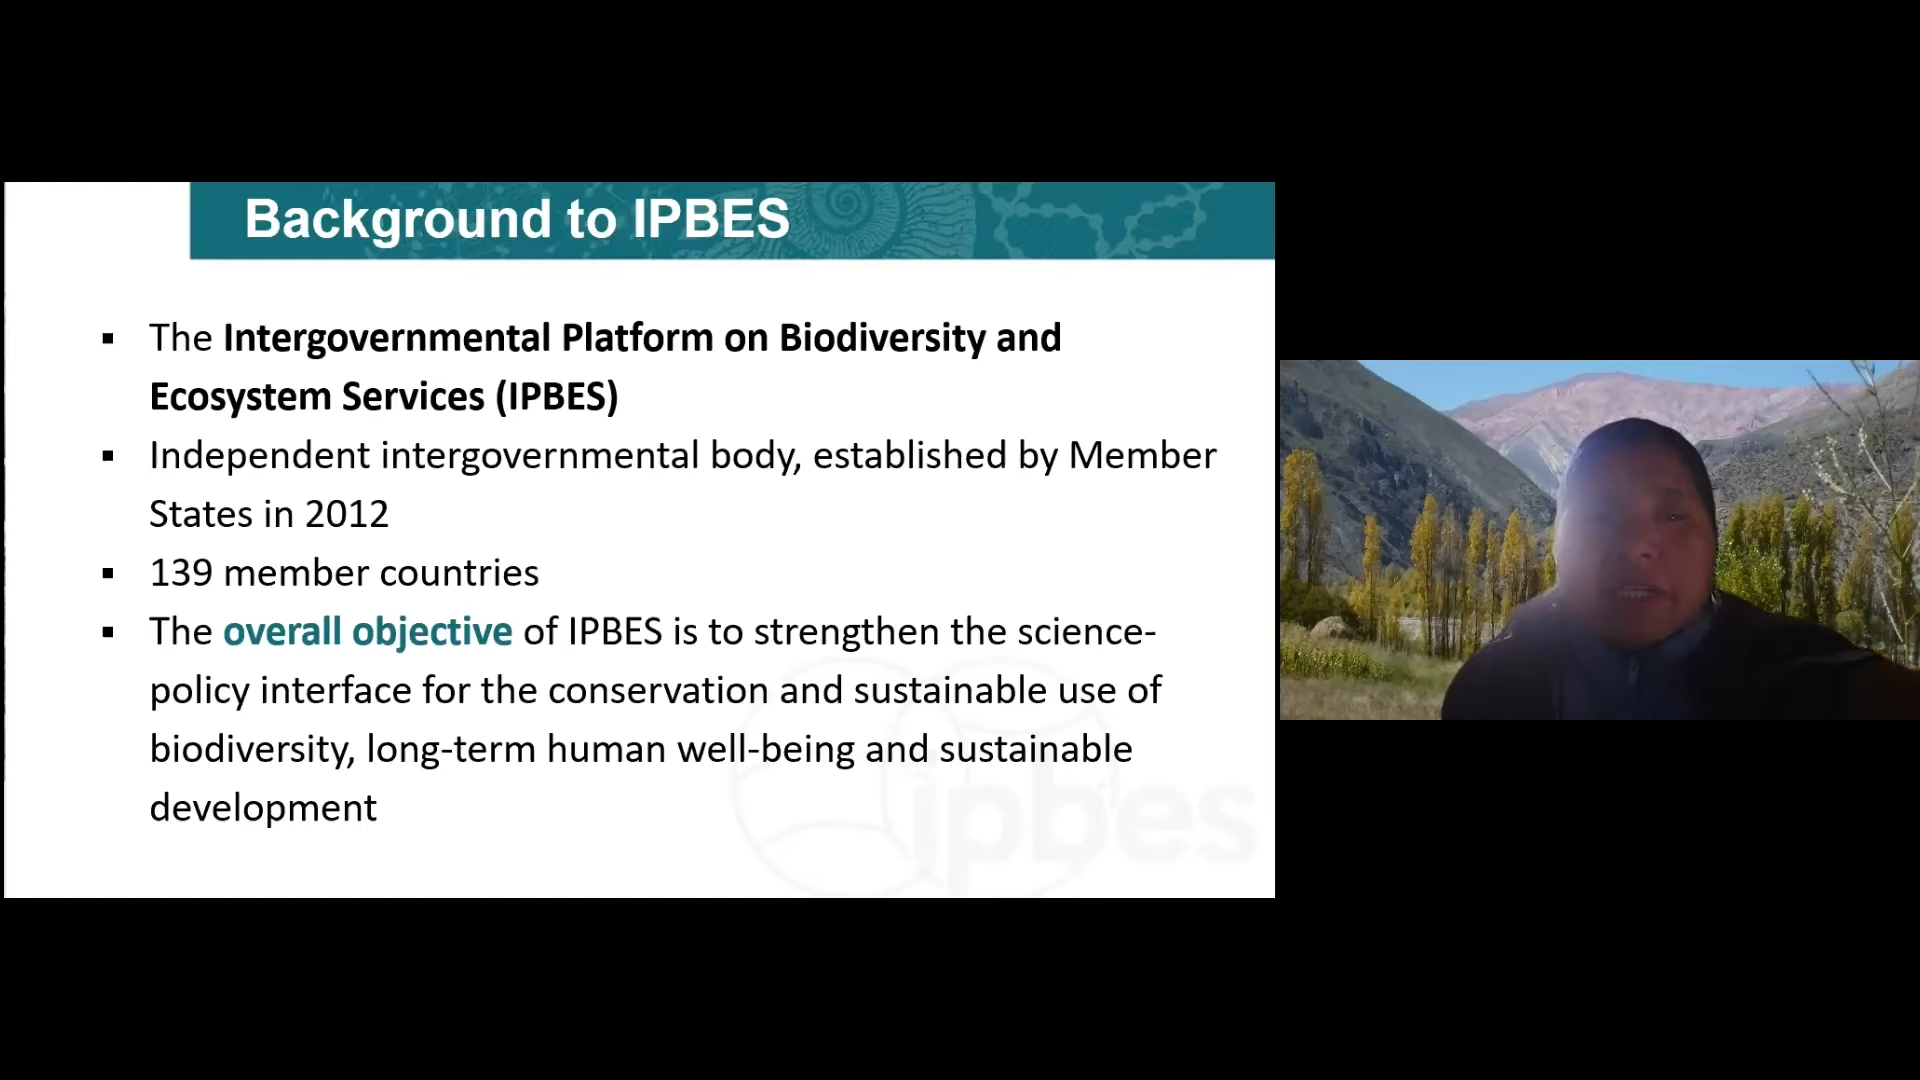 Background to IPBES
▪ The Intergovernmental Platform on Biodiversity and
Ecosystem Services (IPBES)
▪ Independent intergovernmental body, established by Member
States in 2012
▪ 139 member countries
▪ The overall objective of IPBES is to strengthen the science-
policy interface for the conservation and sustainable use of
biodiversity, long-term human well-being and sustainable
development
ipbes